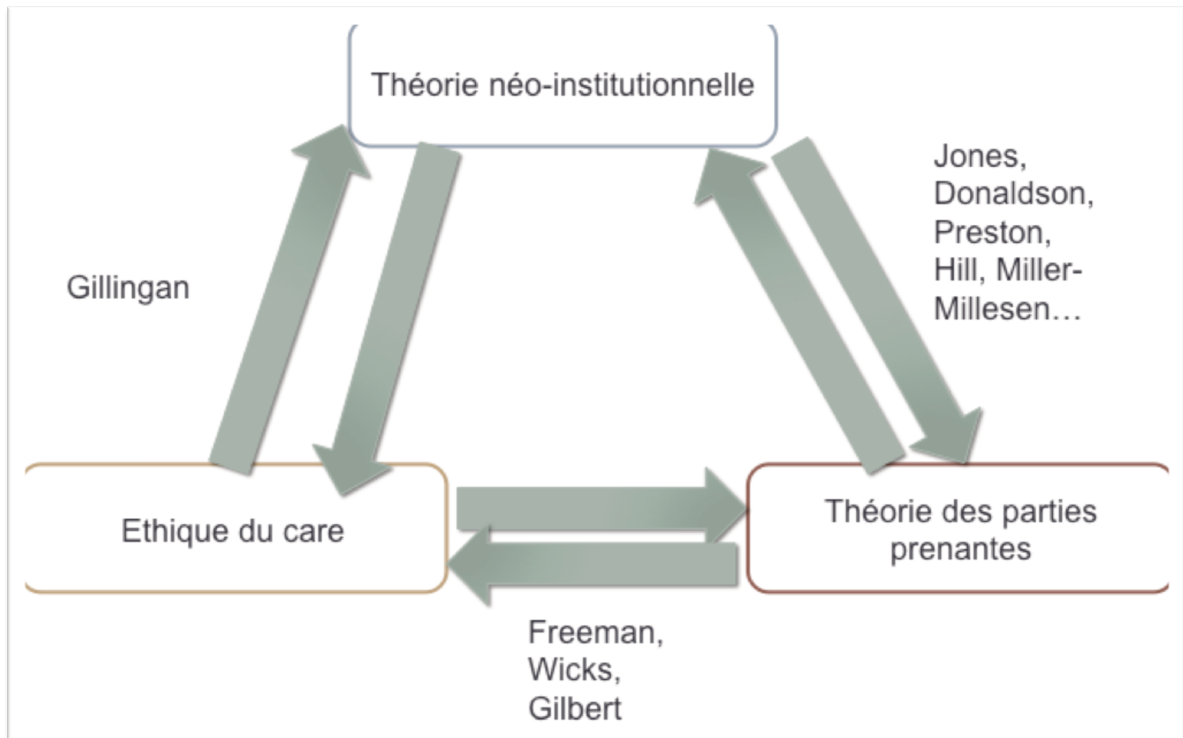 Théorie néo-institutionnelle
Jones,
Donaldson,
Preston,
Hill, Miller-
Millesen…
Gillingan
Ethique du care
Théorie des parties
prenantes
Freeman,
Wicks,
Gilbert